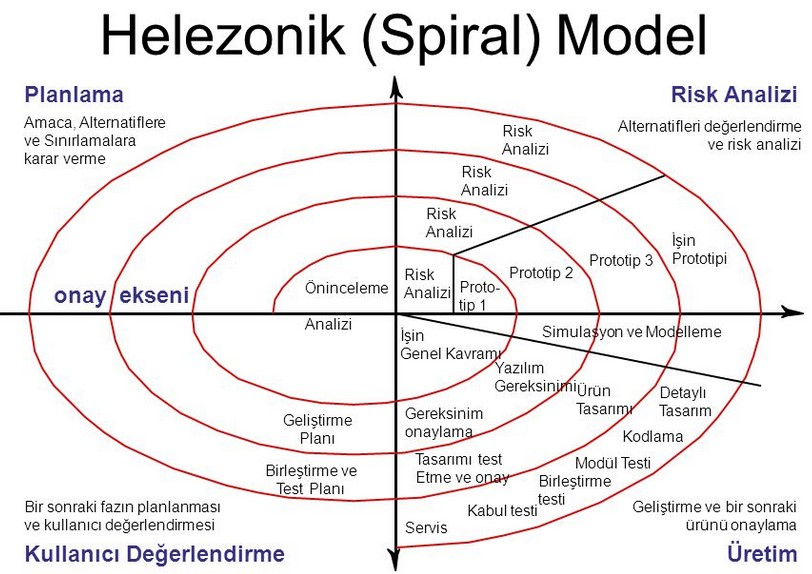 Helezonik (Spiral) Model
Planlama
Amaca, Alternatiflere
ve Sınırlamalara
karar verme
Risk Analizi
Alternatifleri değerlendirme
ve risk analizi
Risk
Analizi
Risk
Analizi
Risk
Analizi
İşin
Prototipi
Prototip 3
Prototip 2
Risk
Analizi
Proto-
tip 1
Öninceleme
onay ekseni
Analizi
Simulasyon ve Modelleme
İşin
Genel Kavramı
Yazılım
Gereksinimi
Ürün
Tasarımı
Detaylı
Tasarım
Geliştirme
Planı
Gereksinim
onaylama
Kodlama
Birleştirme ve
Test Planı
Tasarımı test
Etme ve onay
Modül Testi
Birleştirme
testi
Kabul testi
Servis
Bir sonraki fazın planlanması
ve kullanıcı değerlendirmesi
Kullanıcı Değerlendirme
Geliştirme ve bir sonraki
ürünü onaylama
Üretim